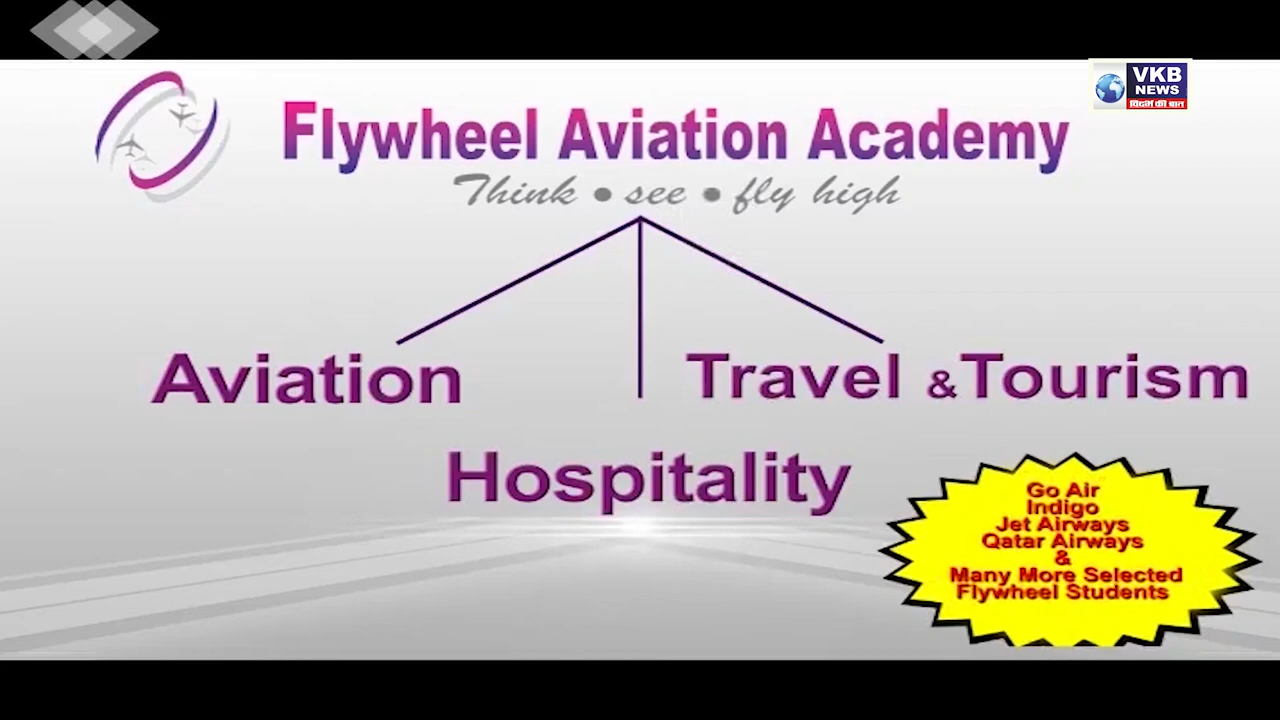 VKB
NEWS
विदर्भ की बात
Flywheel Aviation Academy
Think • see • fly high
Aviation
Travel & Tourism
Hospitality
Go Air
Indigo
Jet Airways
Qatar Airways
&
Many More Selected
Flywheel Students